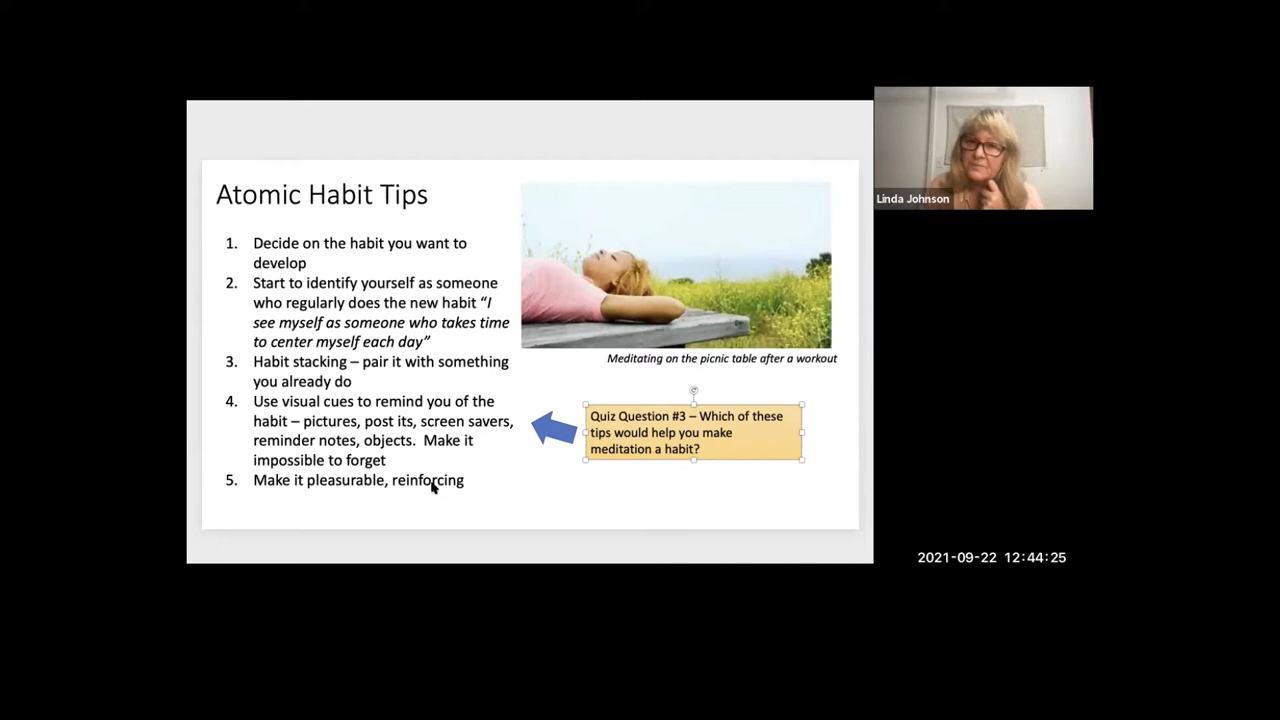 Atomic Habit Tips
1. Decide on the habit you want to
develop
2. Start to identify yourself as someone
who regularly does the new habit “I
see myself as someone who takes time
to center myself each day”
3. Habit stacking – pair it with something
you already do
4. Use visual cues to remind you of the
habit – pictures, post its, screen savers,
reminder notes, objects. Make it
impossible to forget
5. Make it pleasurable, reinforcing
Meditating on the picnic table after a workout
Quiz Question #3 – Which of these
tips would help you make
meditation a habit?
Linda Johnson
2021-09-22 12:44:25